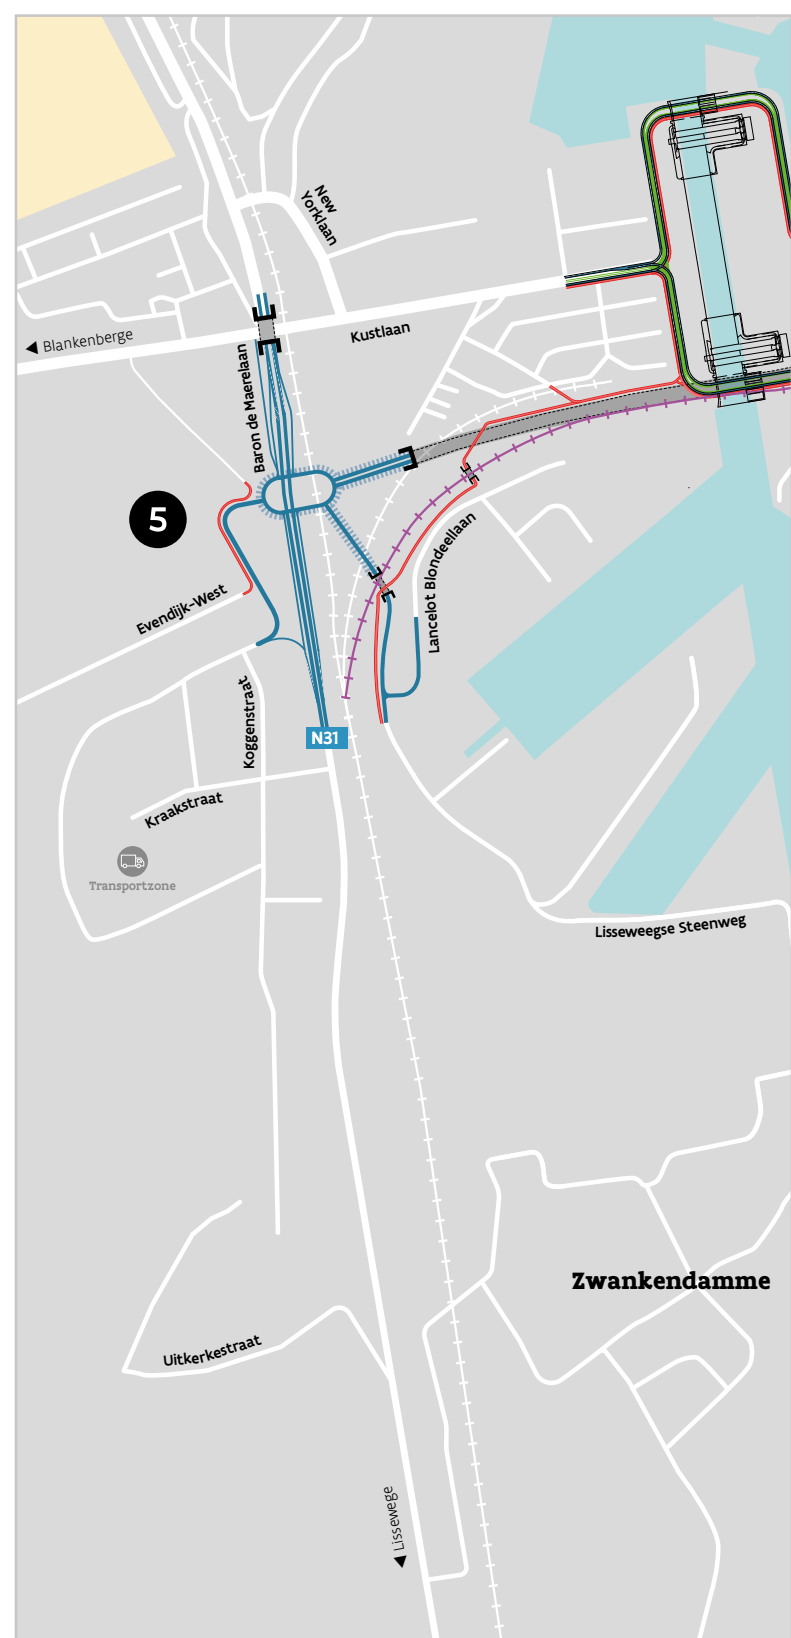 New
Yorklaan
Blankenberge
Kustlaan
Baron de Maerelaan
5
Evendijk-West
Lancelot Blondeellaan
Koggenstraat
N31
Kraakstraat
Transportzone
Lisseweegse Steenweg
Zwankendamme
Uitkerkestraat
Lissewege